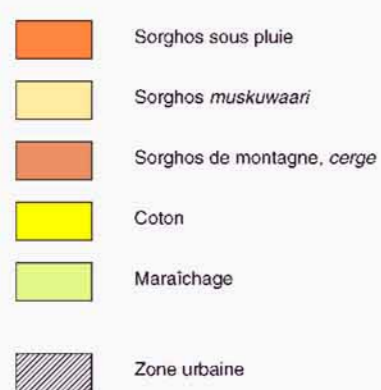 Sorghos sous pluie
Sorghos muskuwaari
Sorghos de montagne, cerge
Coton
Maraîchage
Zone urbaine